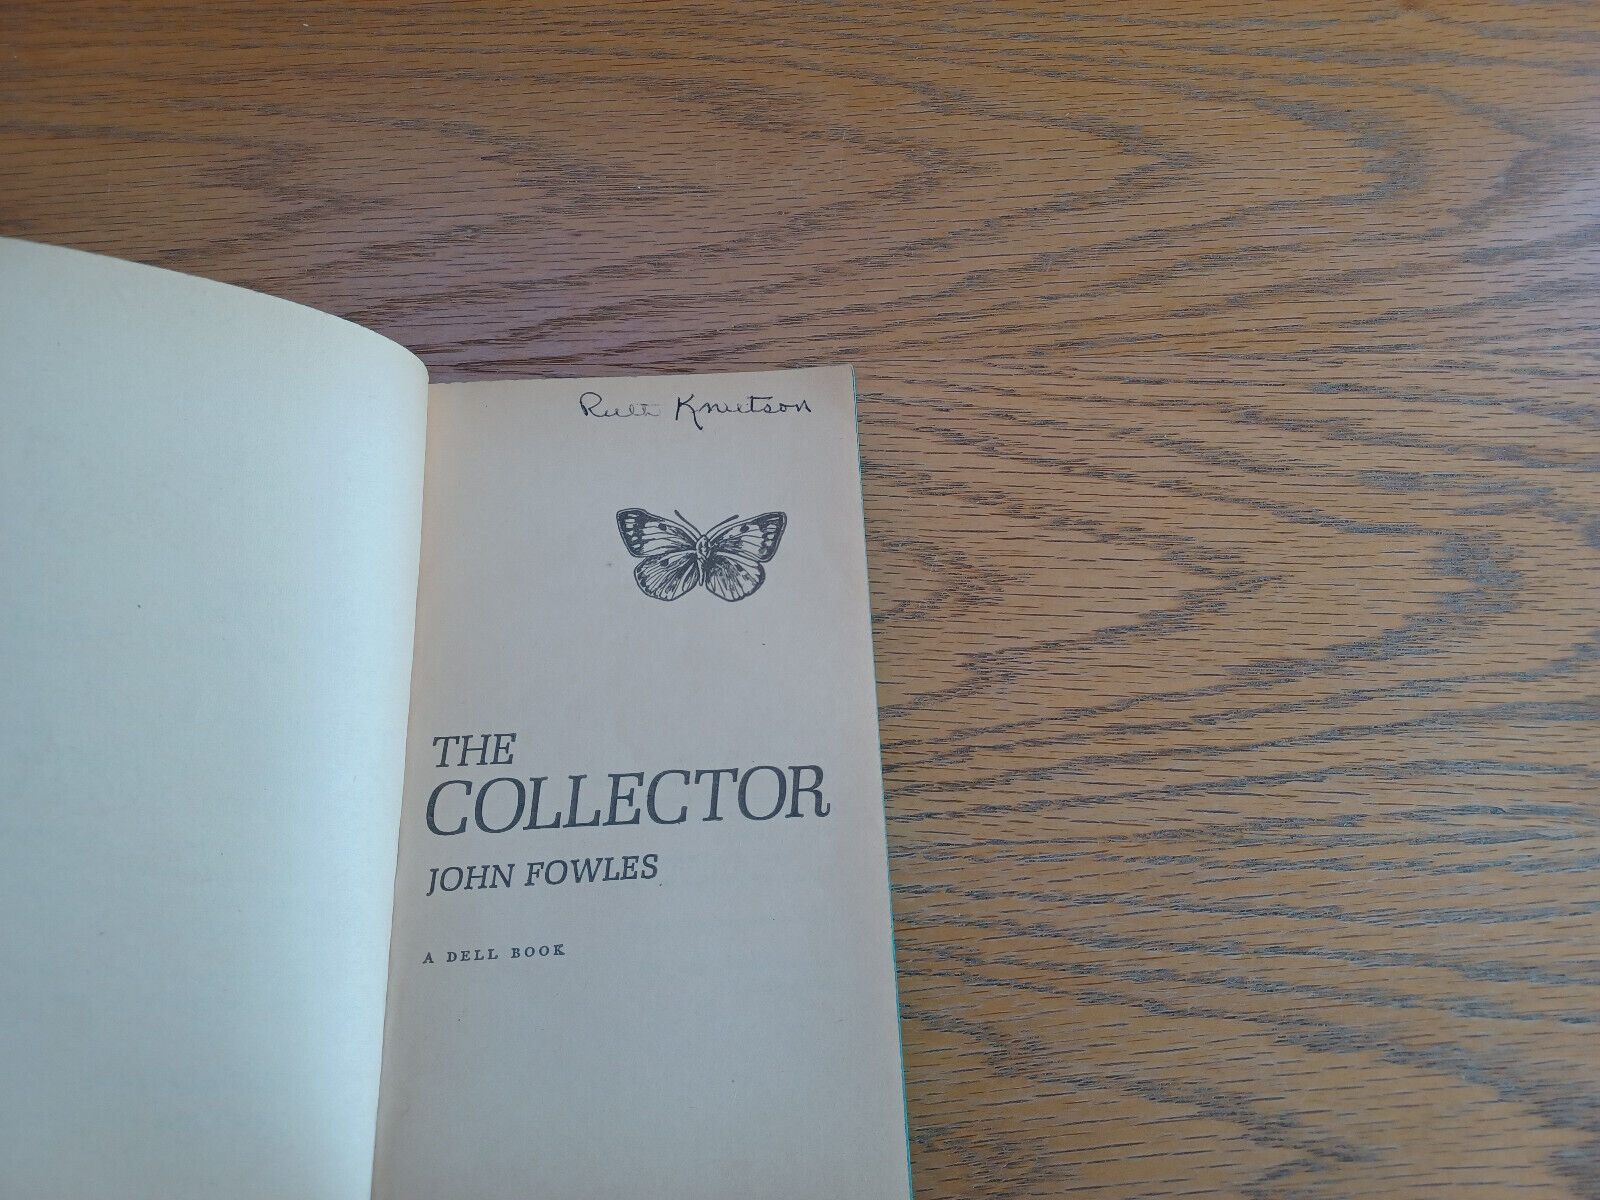 Ruth Knutson
THE
COLLECTOR
JOHN FOWLES
A DELL BOOK